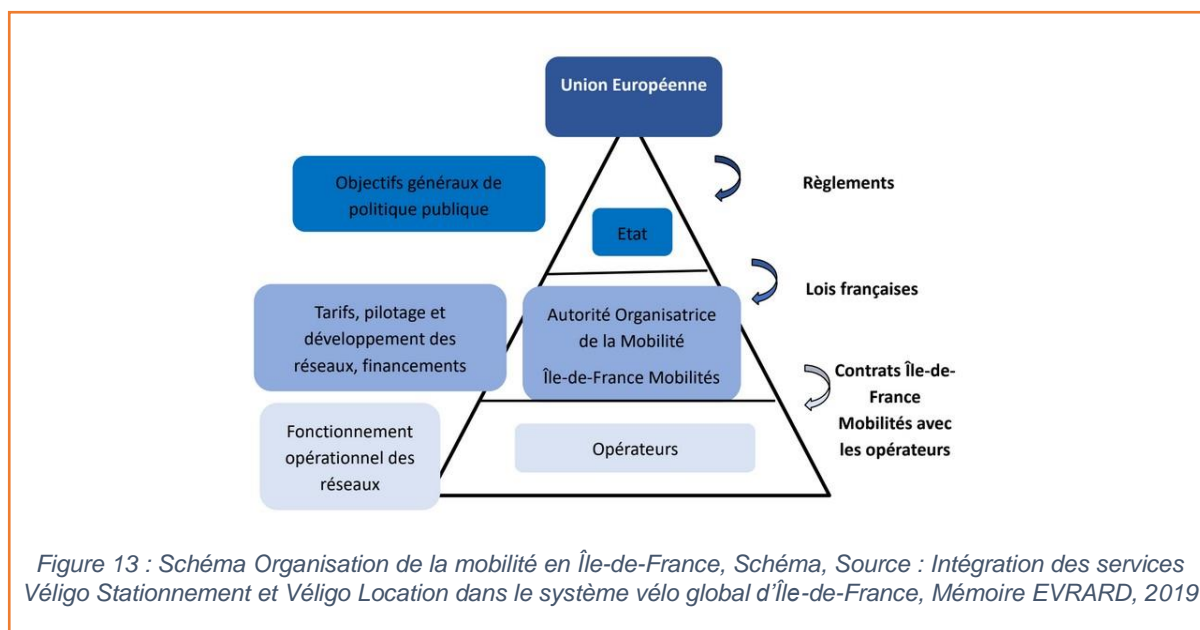 Union Européenne
Objectifs généraux de
politique publique
Règlements
Etat
Lois françaises
Tarifs, pilotage et
développement des
réseaux, financements
Autorité Organisatrice
de la Mobilité
Île-de-France Mobilités
Contrats Île-de-
France
Mobilités avec
les opérateurs
Fonctionnement
opérationnel des
réseaux
Opérateurs
Figure 13 : Schéma Organisation de la mobilité en Île-de-France, Schéma, Source : Intégration des services
Véligo Stationnement et Véligo Location dans le système vélo global d’Île-de-France, Mémoire EVRARD, 2019